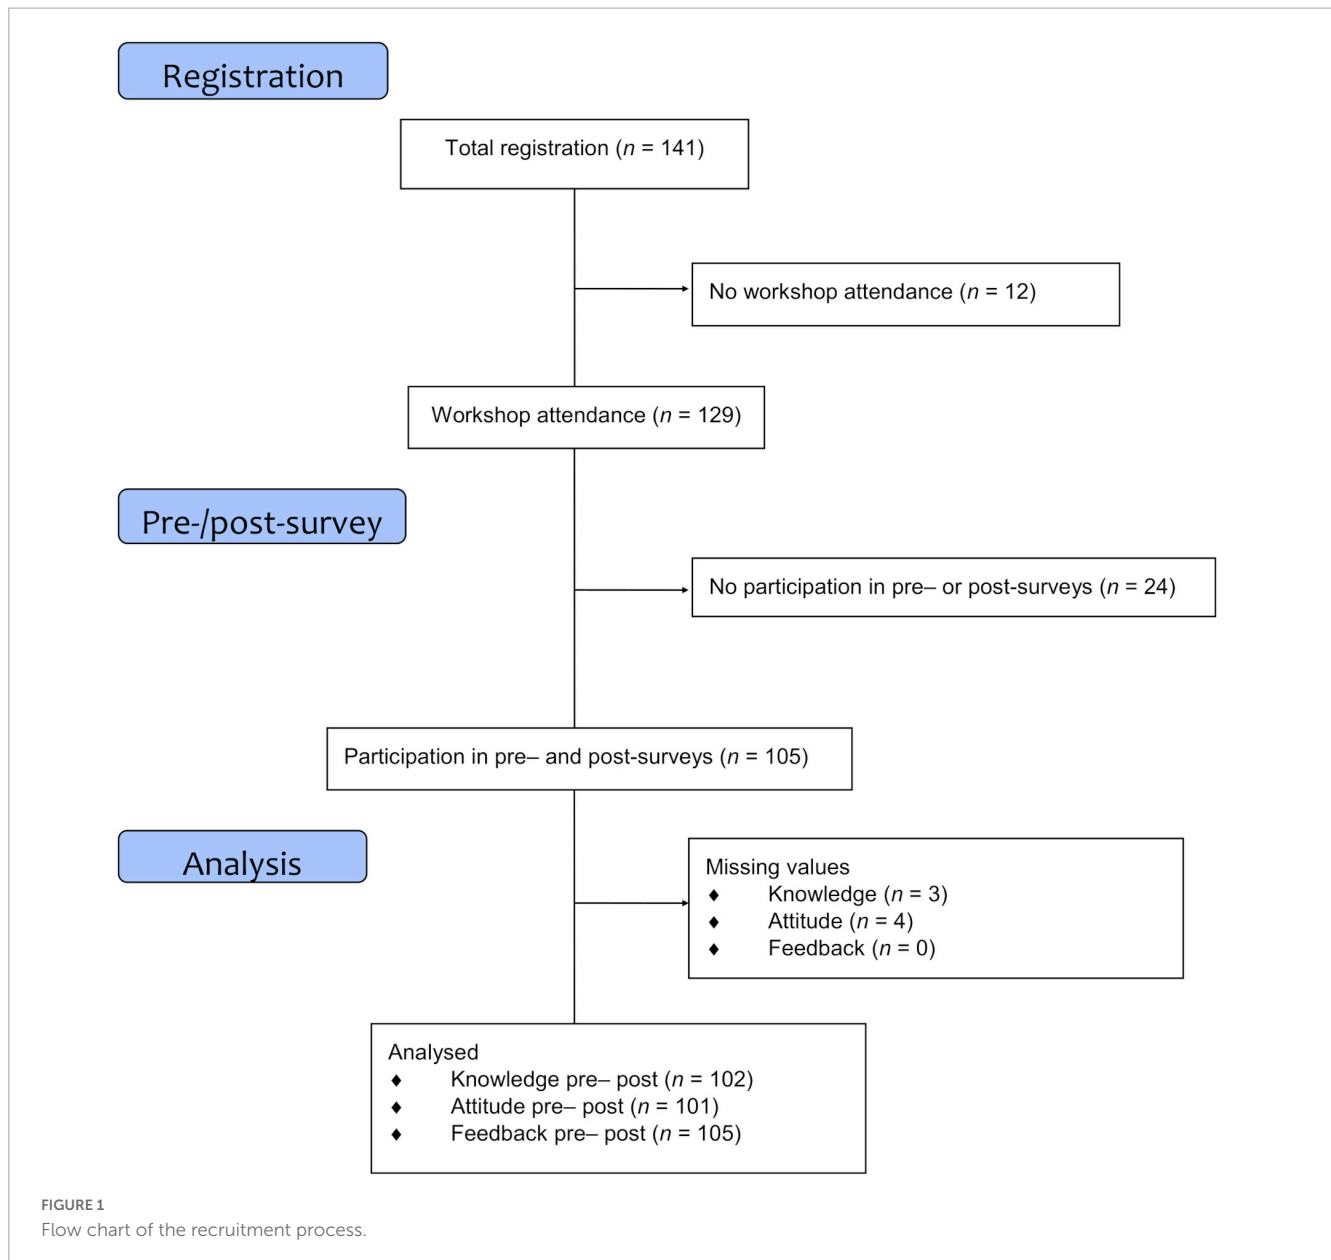 Registration
Total registration (n = 141)
No workshop attendance (n = 12)
Workshop attendance (n = 129)
Pre-/post-survey
No participation in pre– or post-surveys (n = 24)
Participation in pre– and post-surveys (n = 105)
Analysis
Missing values
♦ Knowledge (n = 3)
♦ Attitude (n = 4)
♦ Feedback (n = 0)
Analysed
♦ Knowledge pre– post (n = 102)
♦ Attitude pre– post (n = 101)
♦ Feedback pre– post (n = 105)
FIGURE 1
Flow chart of the recruitment process.